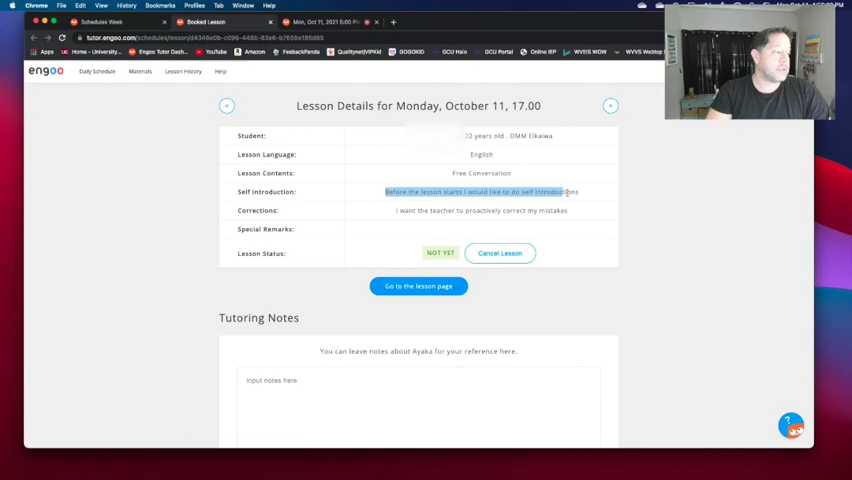 Chrome File Edit View History Bookmarks Profiles Tab Window Help
Schedules Week
Booked Lesson
Mon, Oct 11, 2021 5:00 P
tutor.engoo.com/schedules/lesson/
Apps Home - University... Engoo Tutor Dash... YouTube Amazon FeebackPanda QualitynetVIPKid GOGOKID GCU Halo GCU Portal Online IEP WVEIS WOW WVVS Webtop
engoo Daily Schedule Materials Lesson History Help
< Lesson Details for Monday, October 11, 17.00 >
Student: 22 years old . DMM Eikaiwa
Lesson Language: English
Lesson Contents: Free Conversation
Self Introduction: Before the lesson starts I would like to do self introductions
Corrections: I want the teacher to proactively correct my mistakes
Special Remarks:
Lesson Status: NOT YET Cancel Lesson
Go to the lesson page
Tutoring Notes
You can leave notes about Ayaka for your reference here.
Input notes here
?